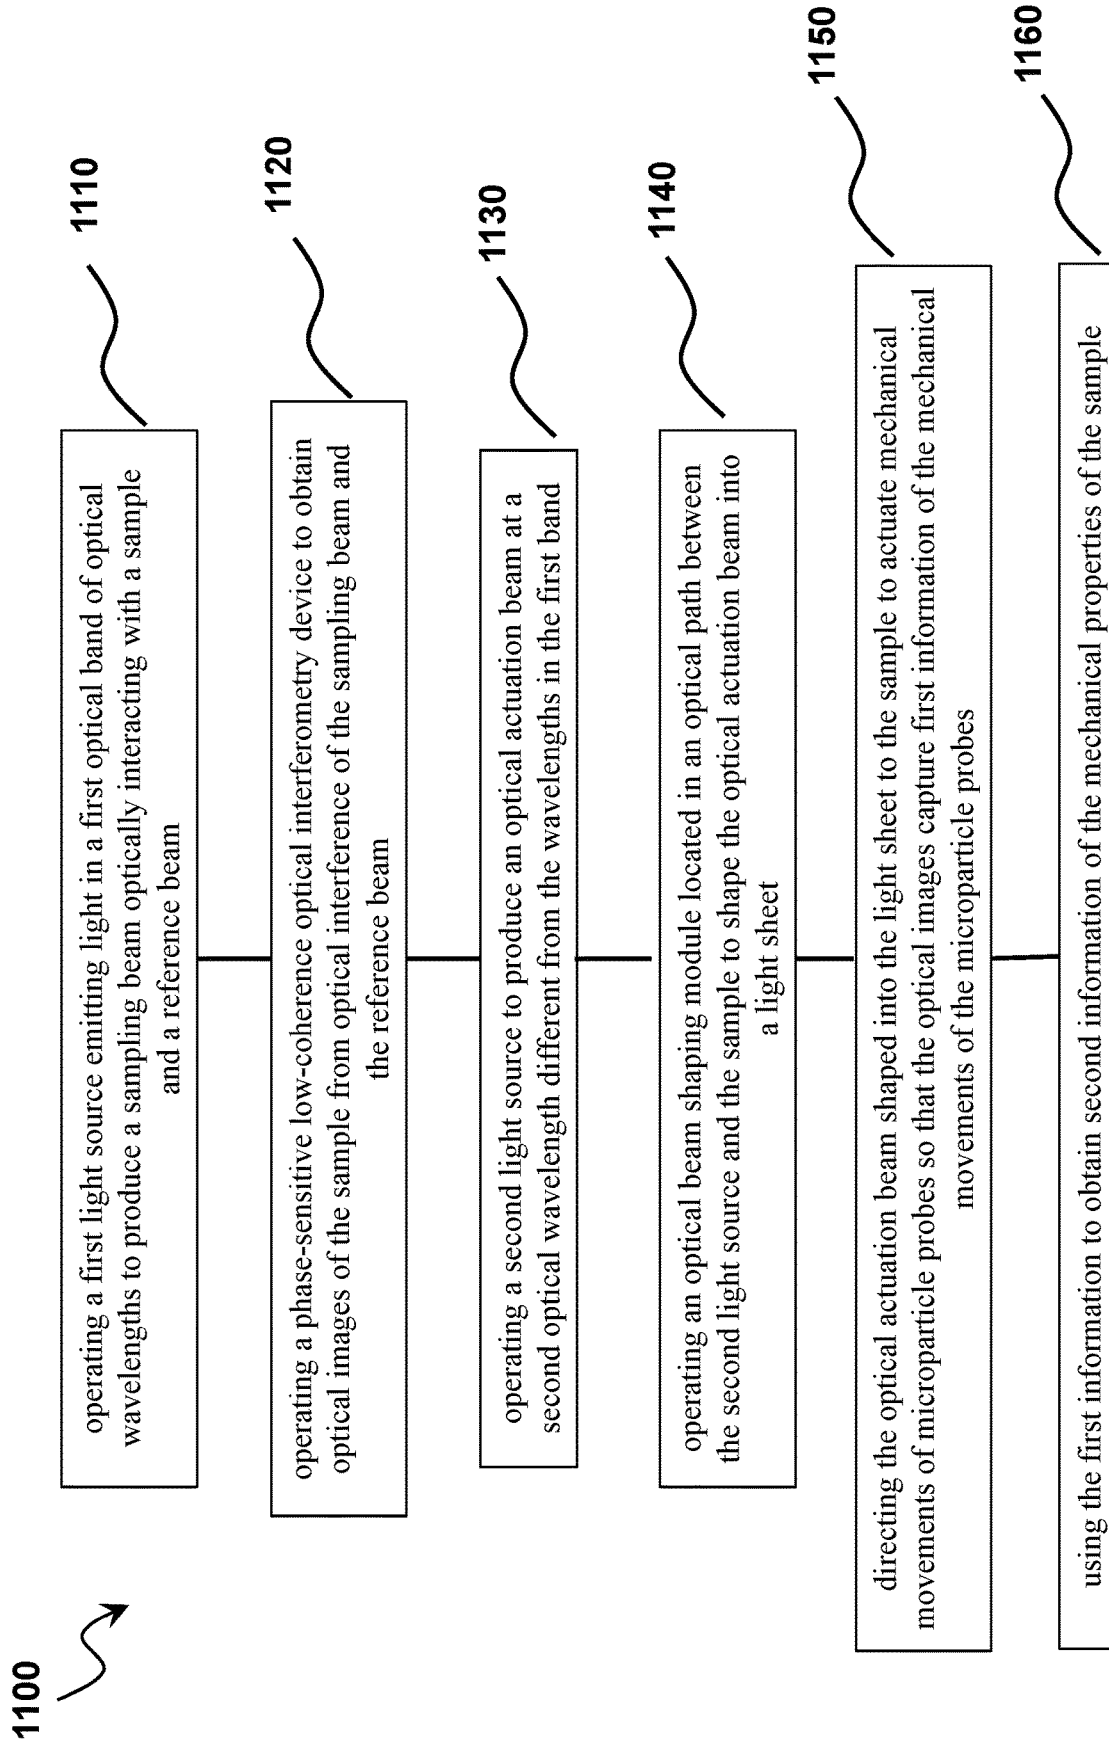 1100
operating a first light source emitting light in a first optical band of optical
wavelengths to produce a sampling beam optically interacting with a sample
and a reference beam
1110
operating a phase-sensitive low-coherence optical interferometry device to obtain
optical images of the sample from optical interference of the sampling beam and
the reference beam
1120
operating a second light source to produce an optical actuation beam at a
second optical wavelength different from the wavelengths in the first band
1130
operating an optical beam shaping module located in an optical path between
the second light source and the sample to shape the optical actuation beam into
a light sheet
1140
directing the optical actuation beam shaped into the light sheet to the sample to actuate mechanical
movements of microparticle probes so that the optical images capture first information of the mechanical
movements of the microparticle probes
1150
using the first information to obtain second information of the mechanical properties of the sample
1160